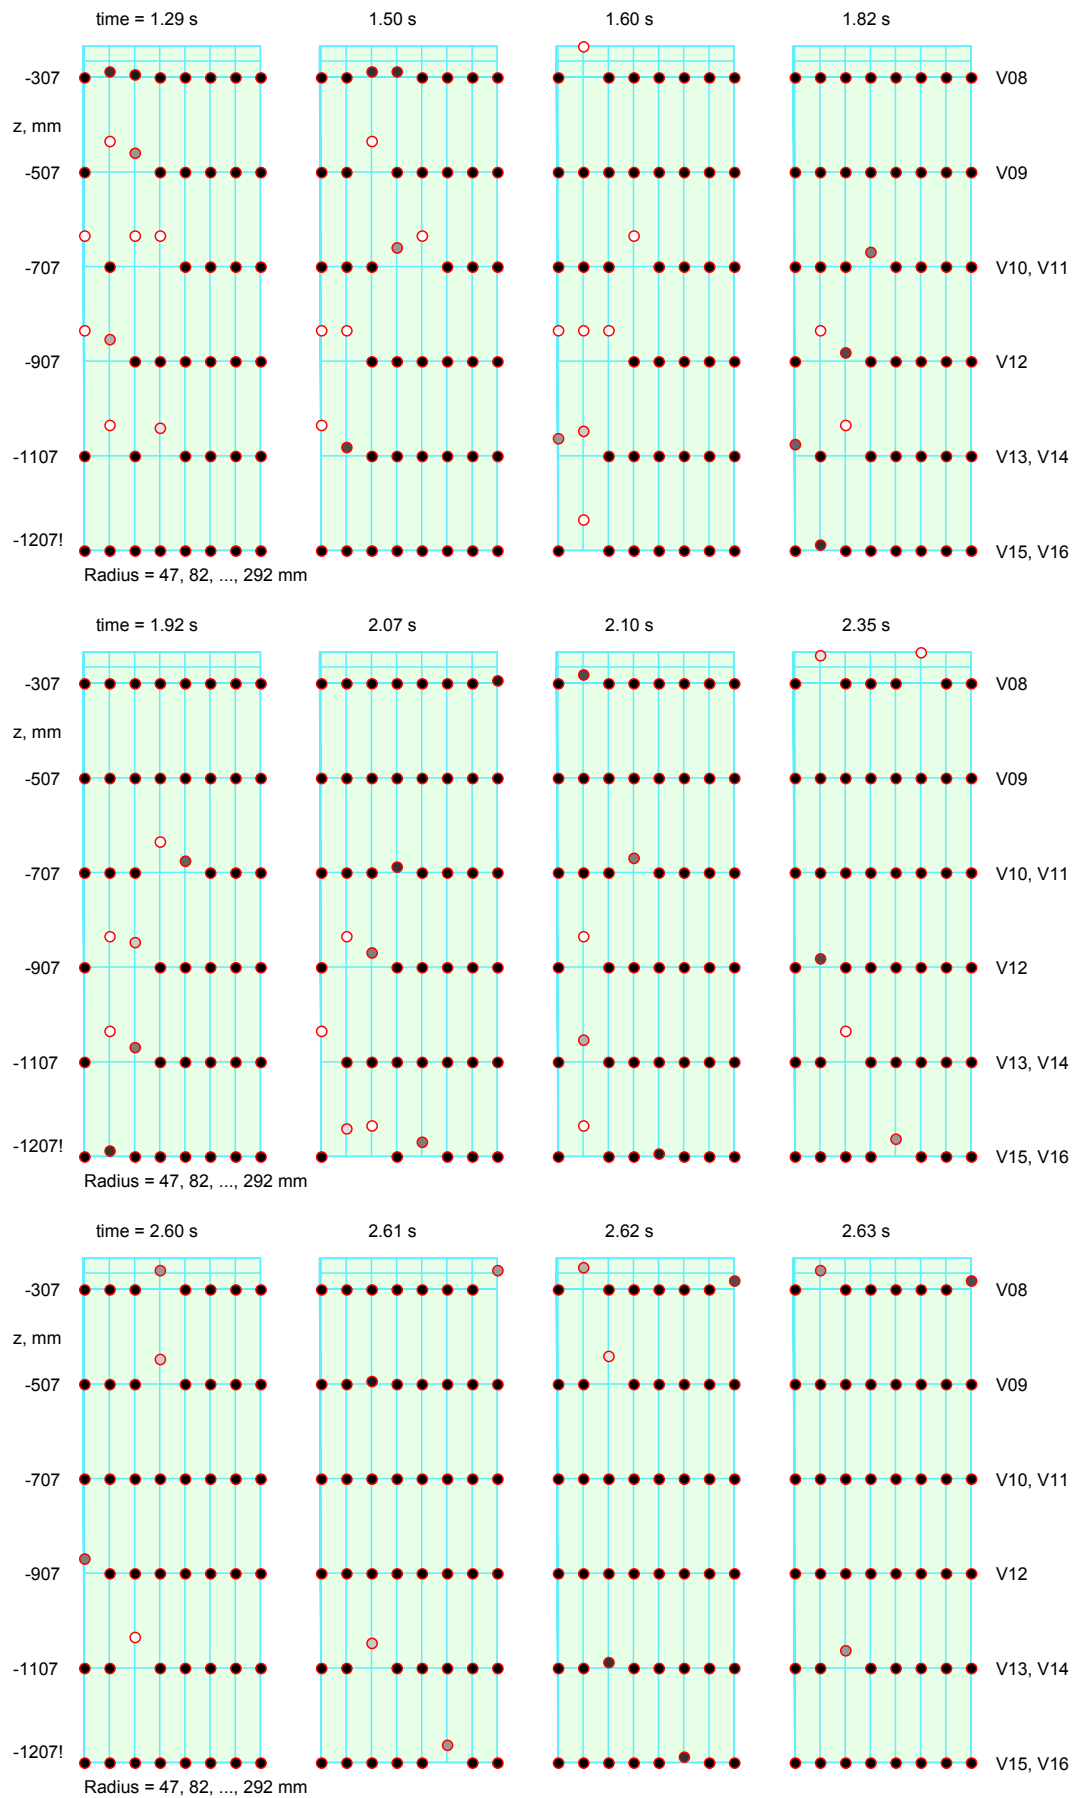 time = 1.29 s 1.50 s 1.60 s 1.82 s
-307 V08
z, mm
-507 V09
-707 V10, V11
-907 V12
-1107 V13, V14
-1207! V15, V16
Radius = 47, 82, ..., 292 mm
time = 1.92 s 2.07 s 2.10 s 2.35 s
-307 V08
z, mm
-507 V09
-707 V10, V11
-907 V12
-1107 V13, V14
-1207! V15, V16
Radius = 47, 82, ..., 292 mm
time = 2.60 s 2.61 s 2.62 s 2.63 s
-307 V08
z, mm
-507 V09
-707 V10, V11
-907 V12
-1107 V13, V14
-1207! V15, V16
Radius = 47, 82, ..., 292 mm